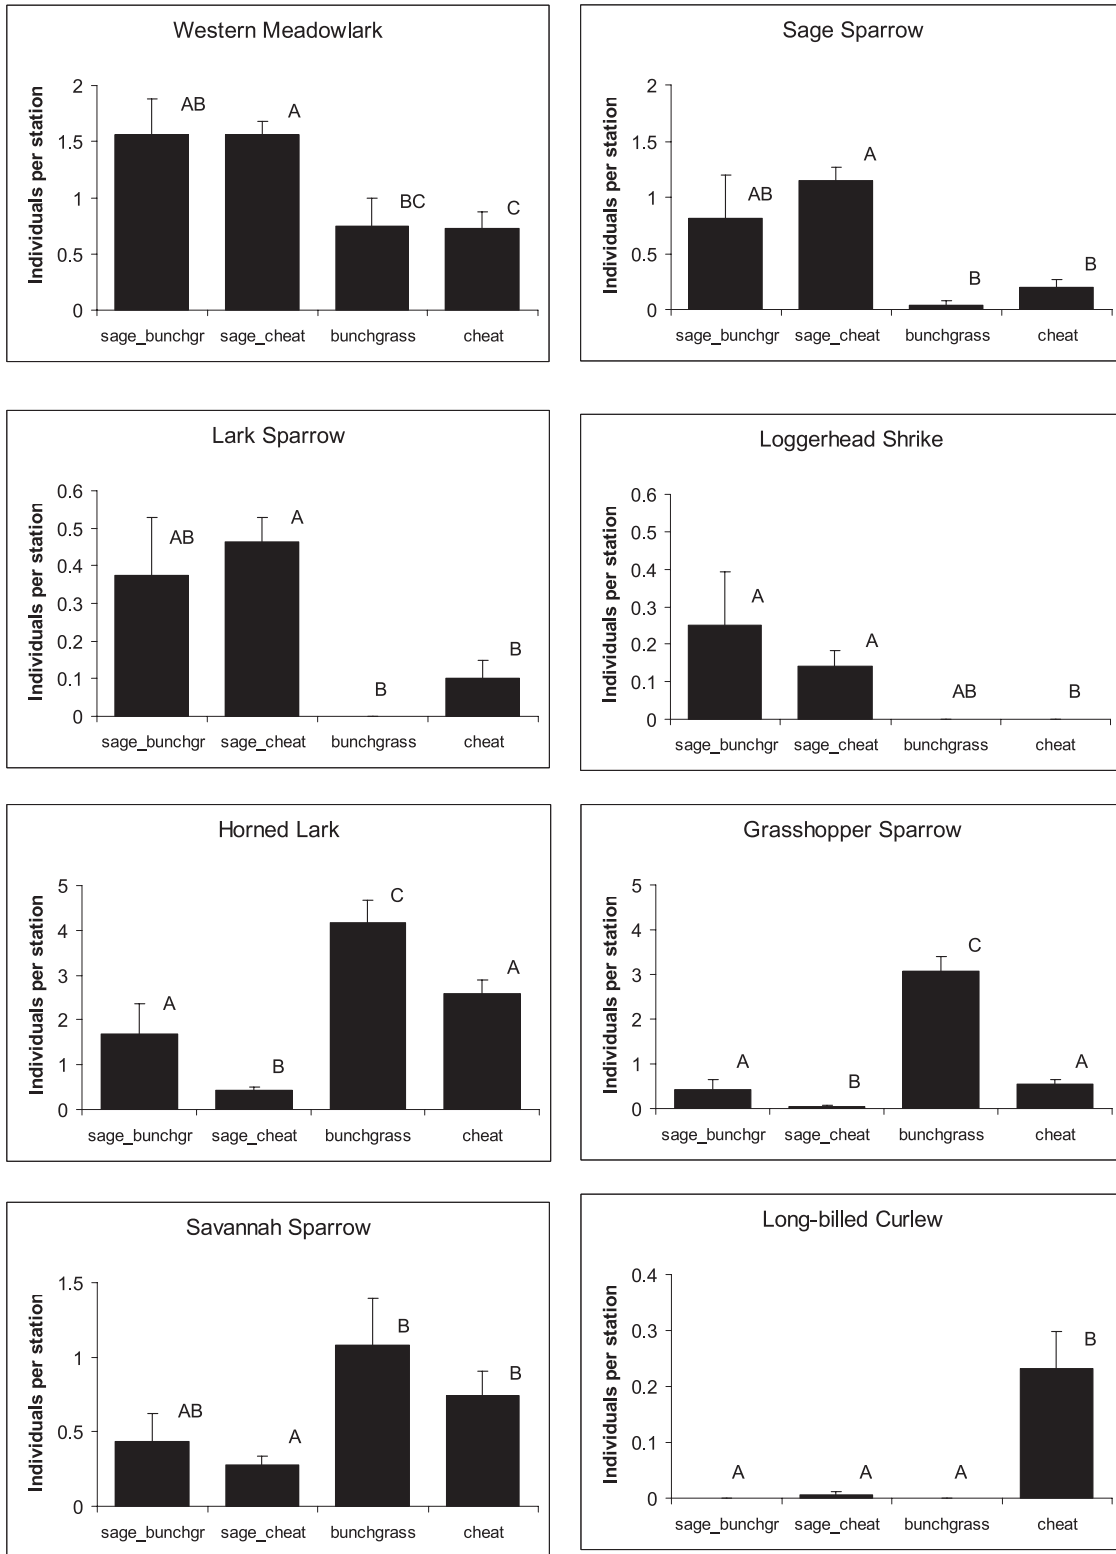 Western Meadowlark
Individuals per station
2
1.5
1
0.5
0
AB
A
BC
C
sage_bunchgr sage_cheat bunchgrass cheat
Sage Sparrow
Individuals per station
2
1.5
1
0.5
0
AB
A
B
B
sage_bunchgr sage_cheat bunchgrass cheat
Lark Sparrow
Individuals per station
0.6
0.5
0.4
0.3
0.2
0.1
0
AB
A
B
B
sage_bunchgr sage_cheat bunchgrass cheat
Loggerhead Shrike
Individuals per station
0.6
0.5
0.4
0.3
0.2
0.1
0
A
A
AB
B
sage_bunchgr sage_cheat bunchgrass cheat
Horned Lark
Individuals per station
5
4
3
2
1
0
A
B
C
A
sage_bunchgr sage_cheat bunchgrass cheat
Grasshopper Sparrow
Individuals per station
5
4
3
2
1
0
A
B
C
A
sage_bunchgr sage_cheat bunchgrass cheat
Savannah Sparrow
Individuals per station
1.5
1
0.5
0
AB
A
B
B
sage_bunchgr sage_cheat bunchgrass cheat
Long-billed Curlew
Individuals per station
0.4
0.3
0.2
0.1
0
A
A
A
B
sage_bunchgr sage_cheat bunchgrass cheat